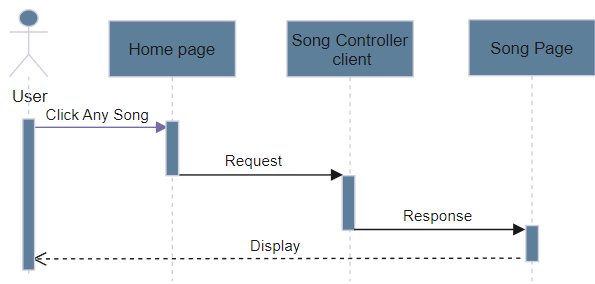 Home page
Song Controller
client
Song Page
User
Click Any Song
Request
Response
Display